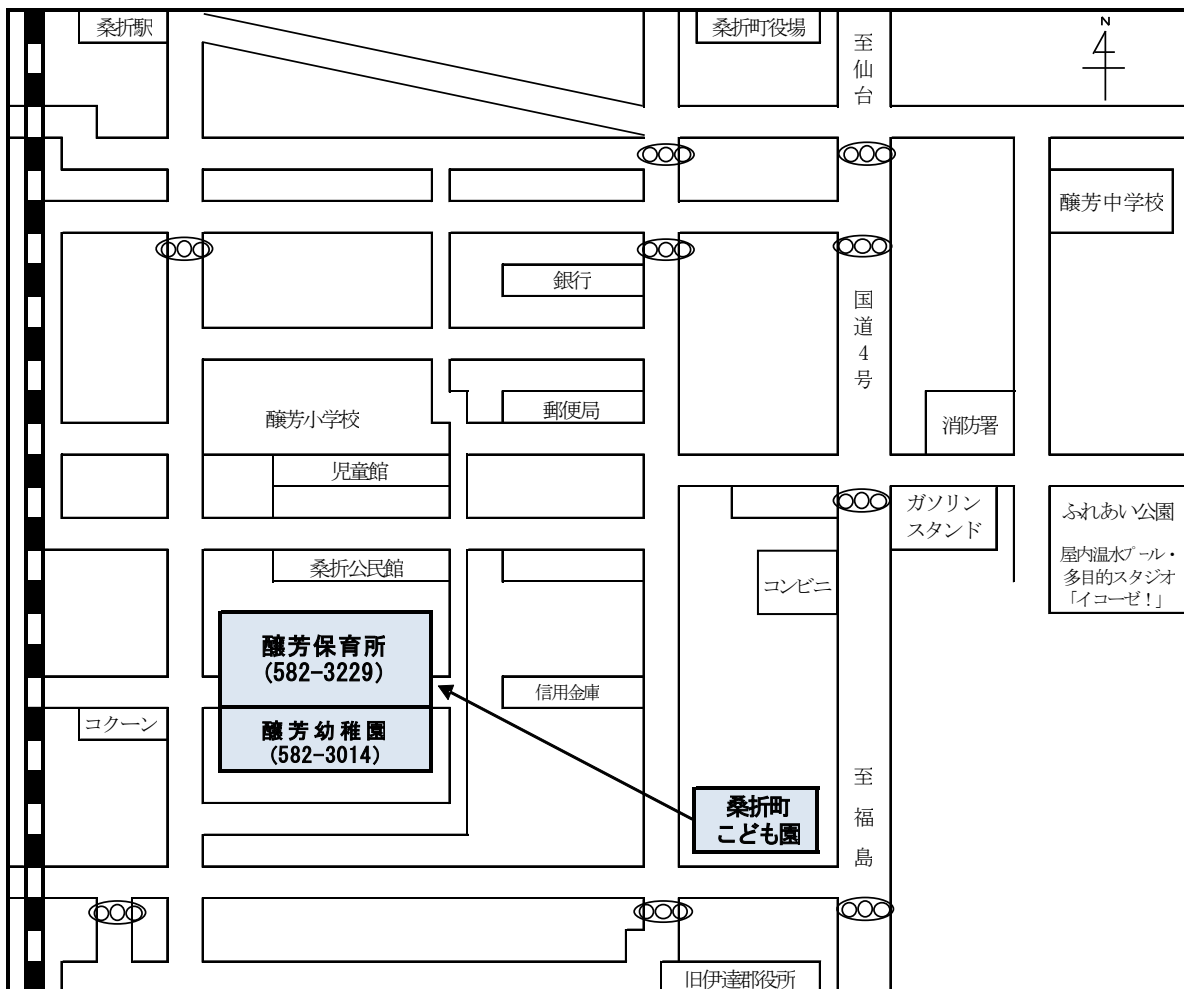 桑折駅
桑折町役場
至仙台
N
醸芳中学校
銀行
国道4号
醸芳小学校
郵便局
消防署
児童館
ガソリン
スタンド
ふれあい公園
屋内温水プール・
多目的スタジオ
「イコーゼ！」
桑折公民館
コンビニ
醸芳保育所
(582-3229)
信用金庫
コクーン
醸芳幼稚園
(582-3014)
桑折町
こども園
至福島
旧伊達郡役所